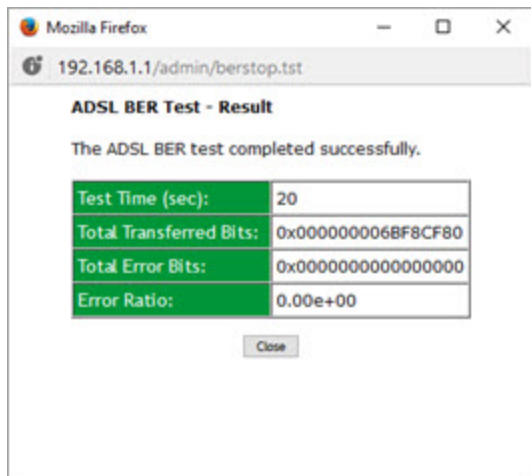 Mozilla Firefox
192.168.1.1/admin/berstop.tst
ADSL BER Test - Result
The ADSL BER test completed successfully.
Test Time (sec): 20
Total Transferred Bits: 0x000000006BF8CF80
Total Error Bits: 0x0000000000000000
Error Ratio: 0.00e+00
Close